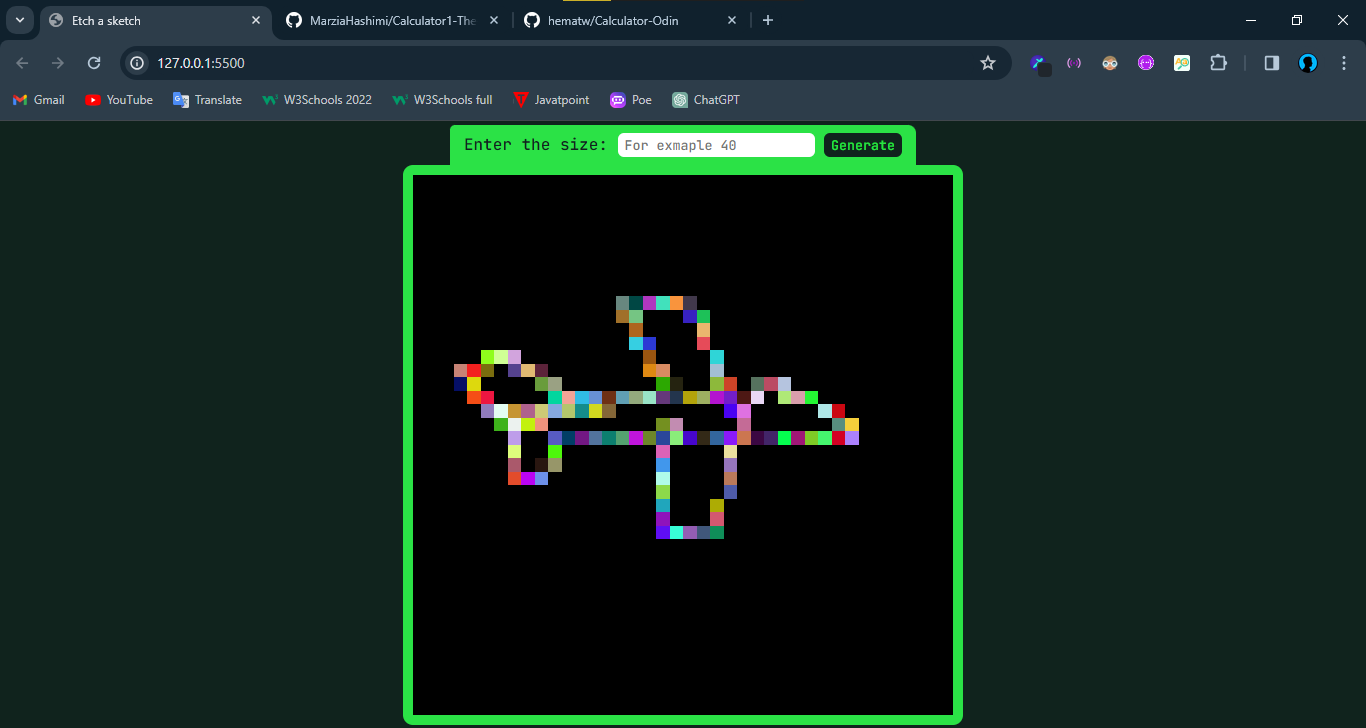 Etch a sketch
MarziaHashimi/Calculator1-The
hematw/Calculator-Odin
127.0.0.1:5500
Gmail
YouTube
Translate
W3Schools 2022
W3Schools full
Javatpoint
Poe
ChatGPT
Enter the size: For exmaple 40 Generate